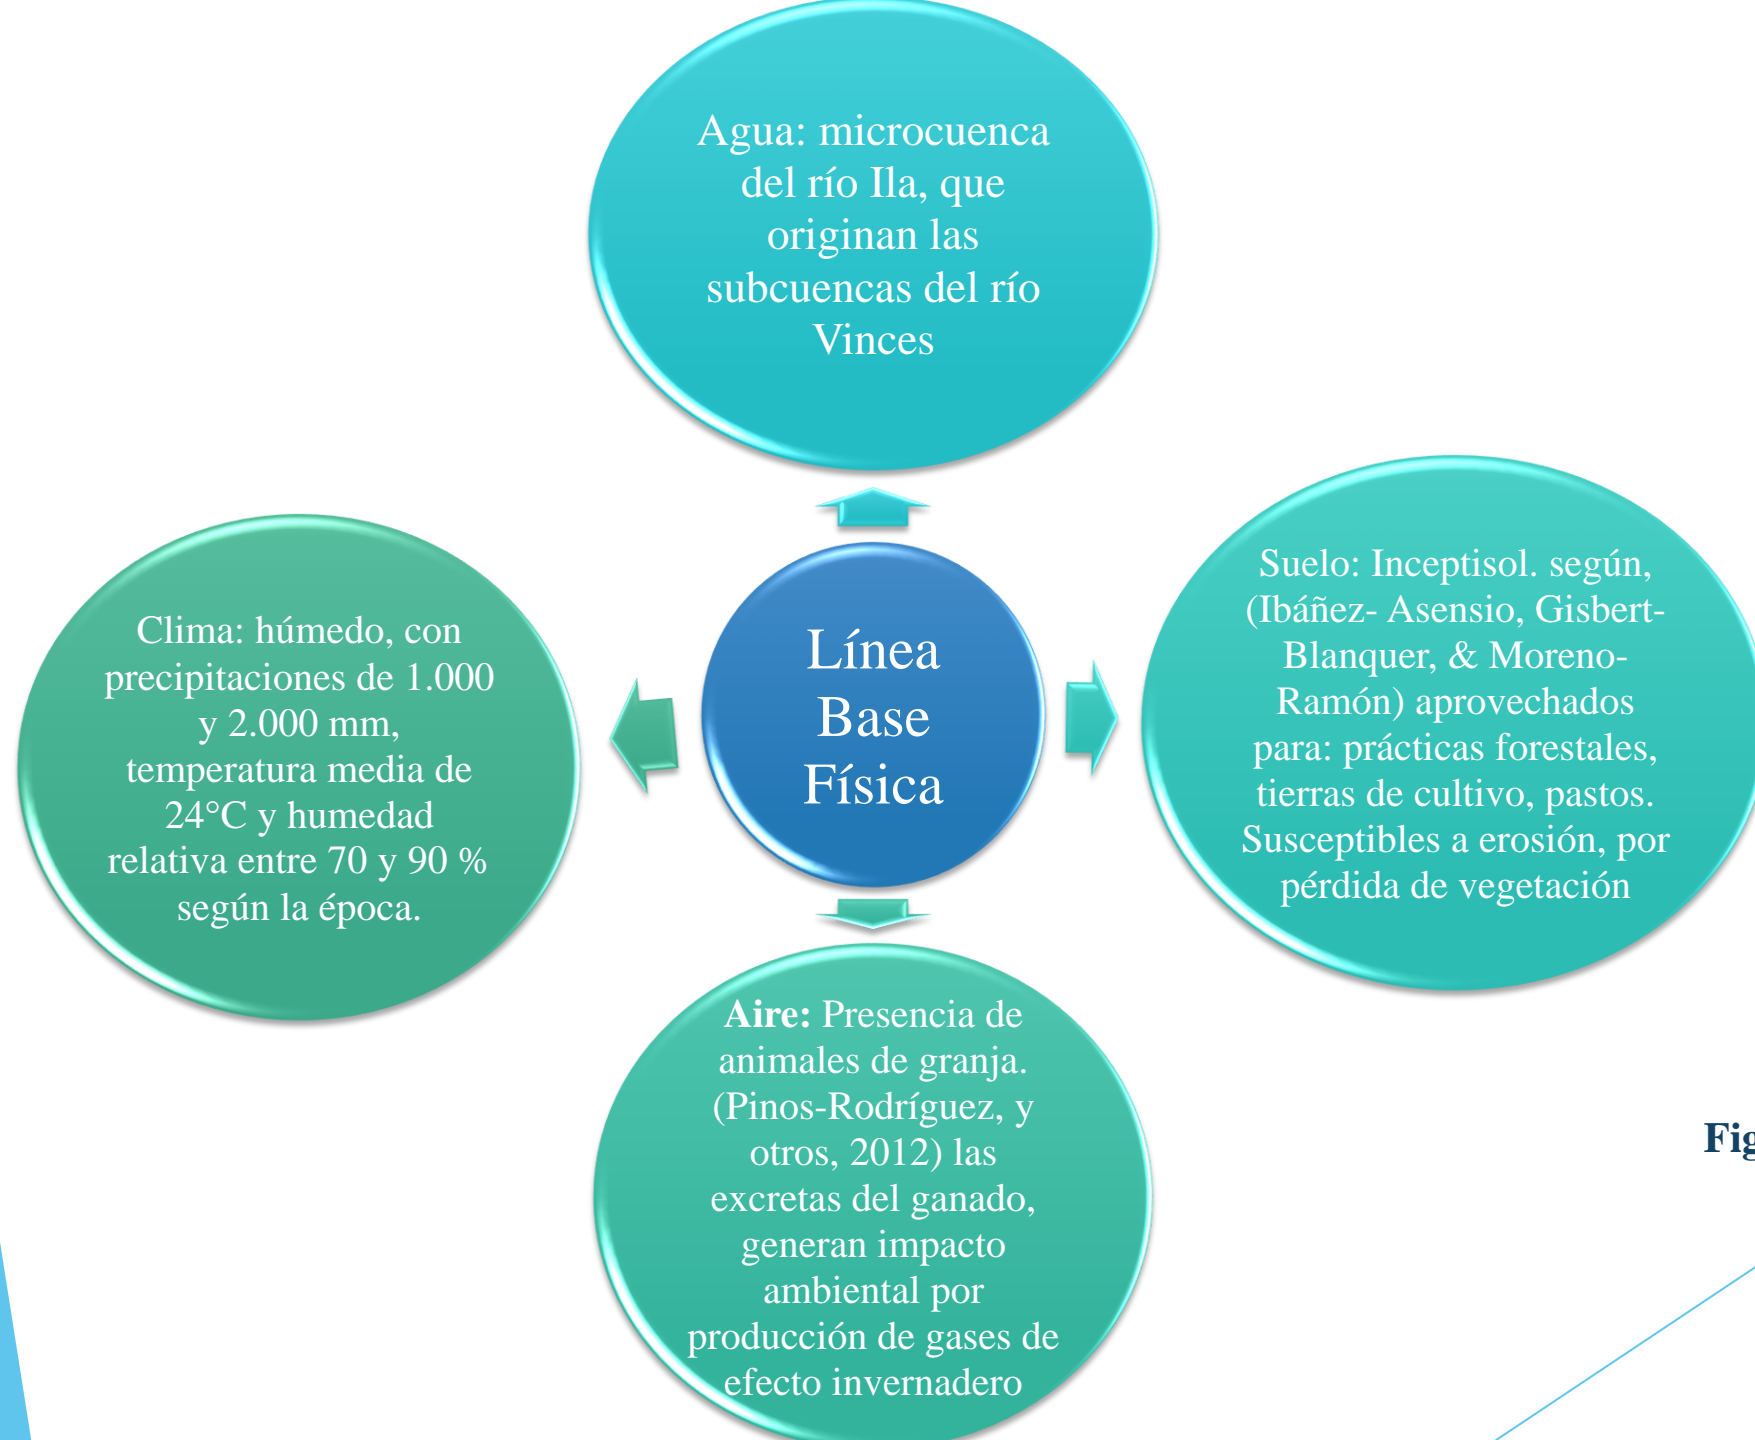 Agua: microcuenca
del río Ila, que
originan las
subcuencas del río
Vinces
Suelo: Inceptisol. según,
(Ibáñez- Asensio, Gisbert-
Blanquer, & Moreno-
Ramón) aprovechados
para: prácticas forestales,
tierras de cultivo, pastos.
Susceptibles a erosión, por
pérdida de vegetación
Línea
Base
Física
Clima: húmedo, con
precipitaciones de 1.000
y 2.000 mm,
temperatura media de
24°C y humedad
relativa entre 70 y 90 %
según la época.
Aire: Presencia de
animales de granja.
(Pinos-Rodríguez, y
otros, 2012) las
excretas del ganado,
generan impacto
ambiental por
producción de gases de
efecto invernadero